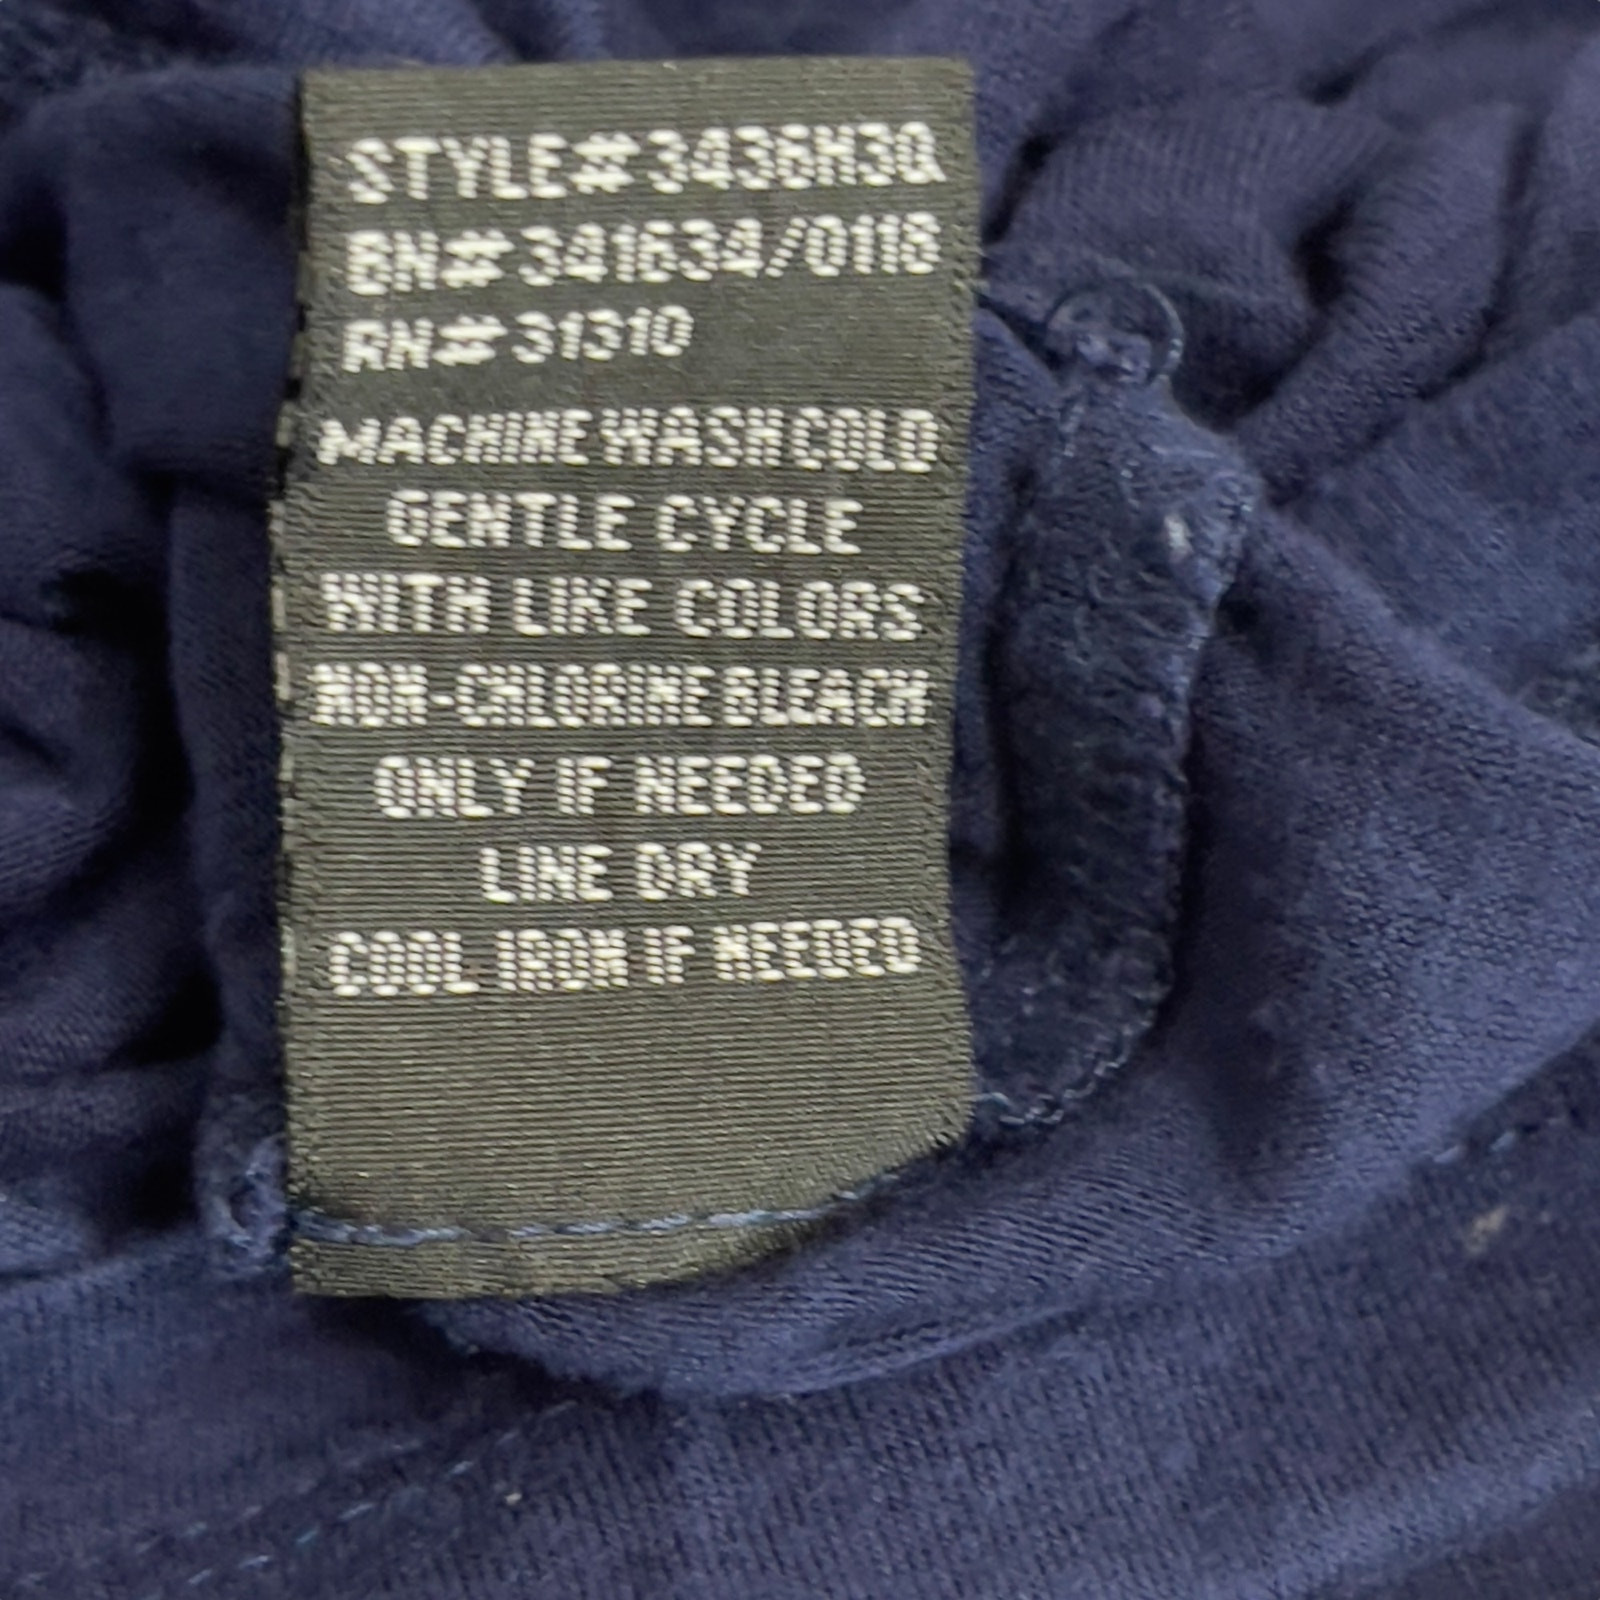 STYLE#3436H3Q
BN#341634/0118
RN#31310
MACHINE WASH COLD
GENTLE CYCLE
WITH LIKE COLORS
NON-CHLORINE BLEACH
ONLY IF NEEDED
LINE DRY
COOL IRON IF NEEDED